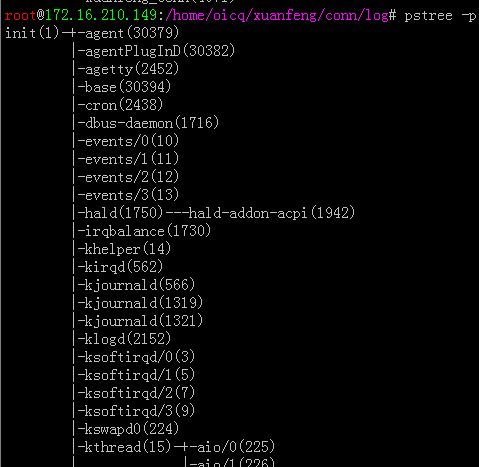 root@172.16.210.149:/home/oicq/xuanfeng/conn/log# pstree -p
init(1)-+-agent(30379)
|-agentPlugInD(30382)
|-agetty(2452)
|-base(30394)
|-cron(2438)
|-dbus-daemon(1716)
|-events/0(10)
|-events/1(11)
|-events/2(12)
|-events/3(13)
|-hald(1750)---hald-addon-acpi(1942)
|-irqbalance(1730)
|-khelper(14)
|-kirqd(562)
|-kjournald(566)
|-kjournald(1319)
|-kjournald(1321)
|-klogd(2152)
|-ksoftirqd/0(3)
|-ksoftirqd/1(5)
|-ksoftirqd/2(7)
|-ksoftirqd/3(9)
|-kswapd0(224)
|-kthread(15)-+-aio/0(225)
| |-aio/1(226)